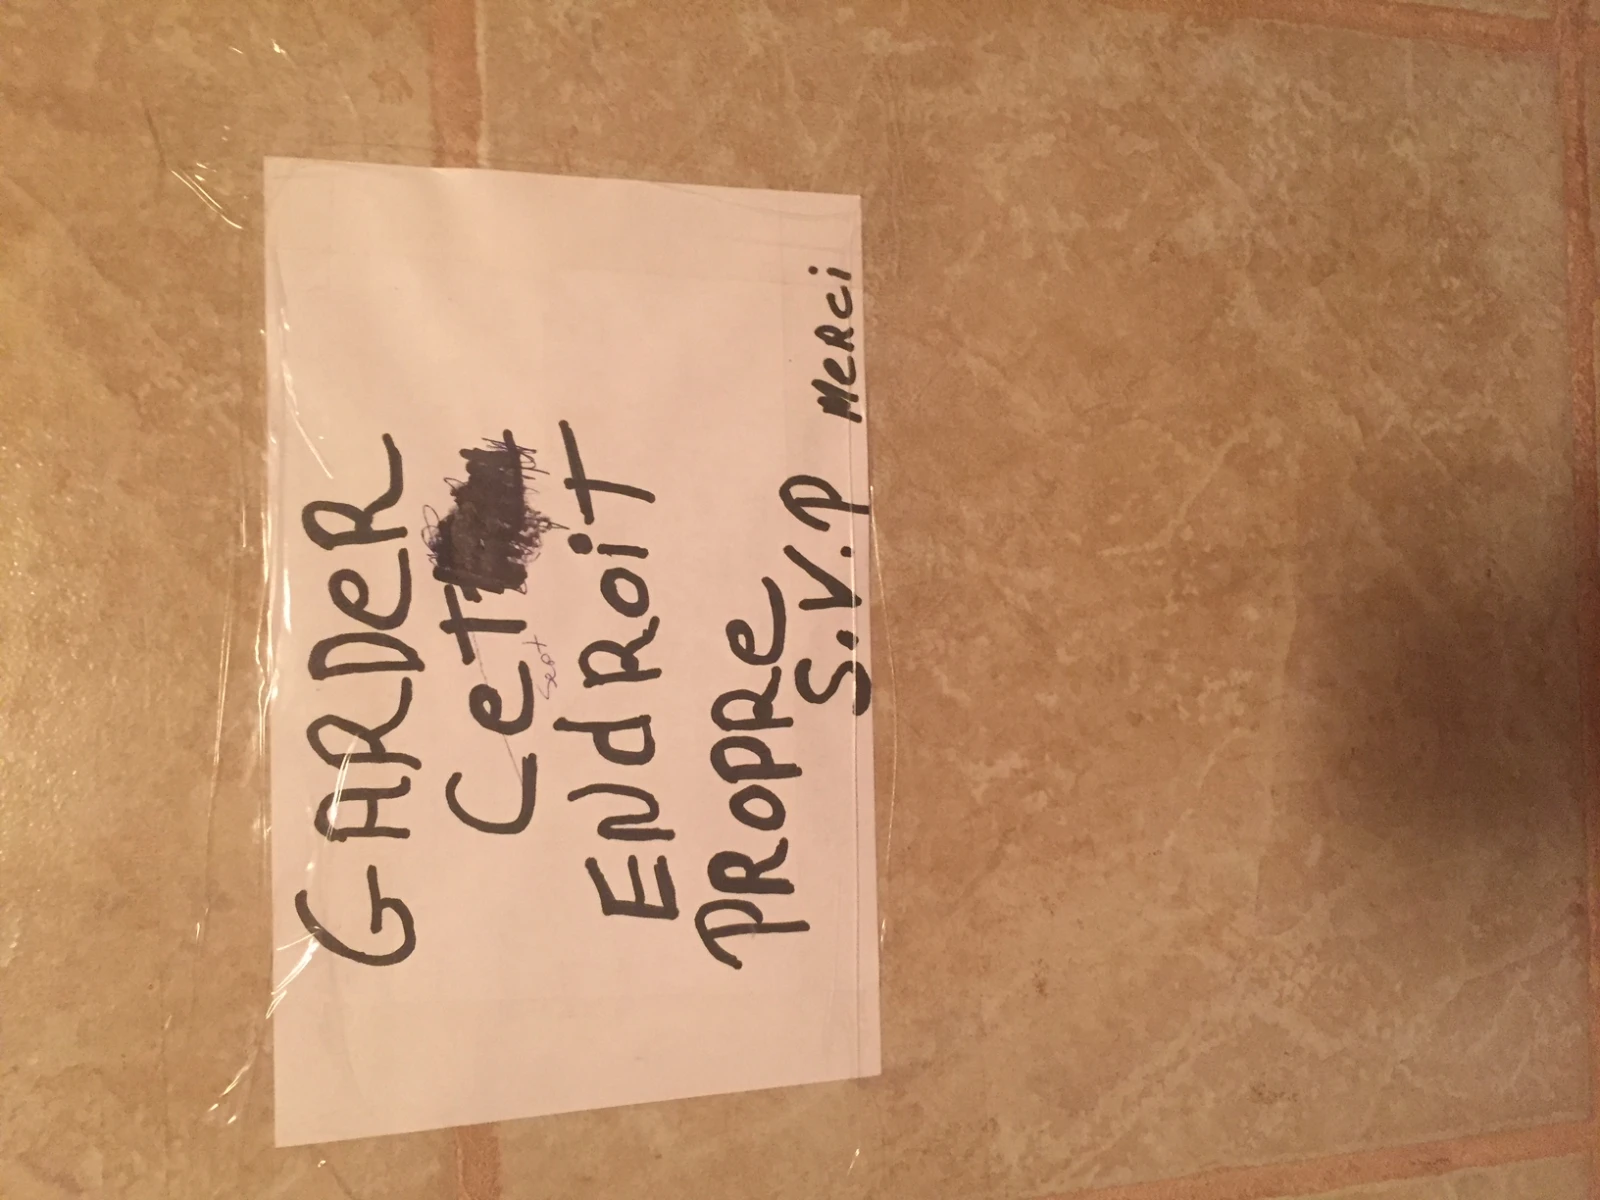 GARDER
CeT
ENdRoiT
PROPRe
S.V.P MeRci